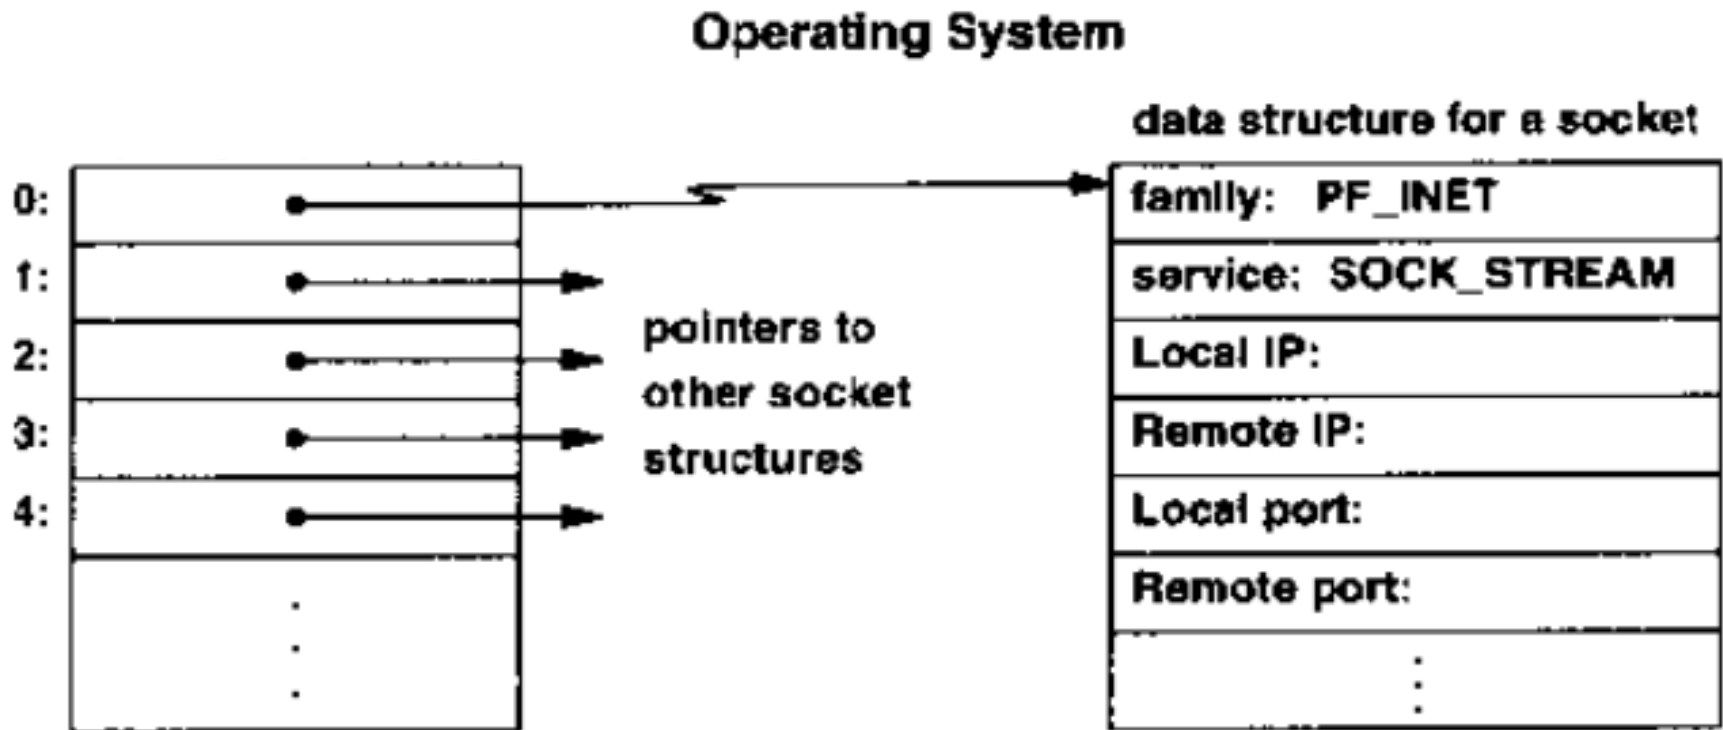 Operating System
data structure for a socket
0:
1:
2:
3:
4:
pointers to
other socket
structures
family: PF_INET
service: SOCK_STREAM
Local IP:
Remote IP:
Local port:
Remote port: